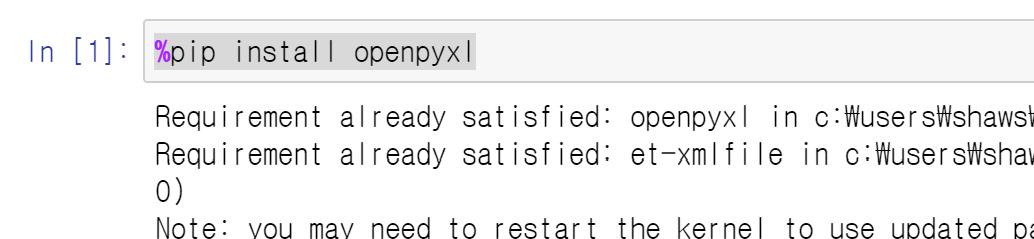 In [1]: %pip install openpyxl
Requirement already satisfied: openpyxl in c:₩users₩shaws₩
Requirement already satisfied: et-xmlfile in c:₩users₩shaw
0)
Note: you may need to restart the kernel to use updated